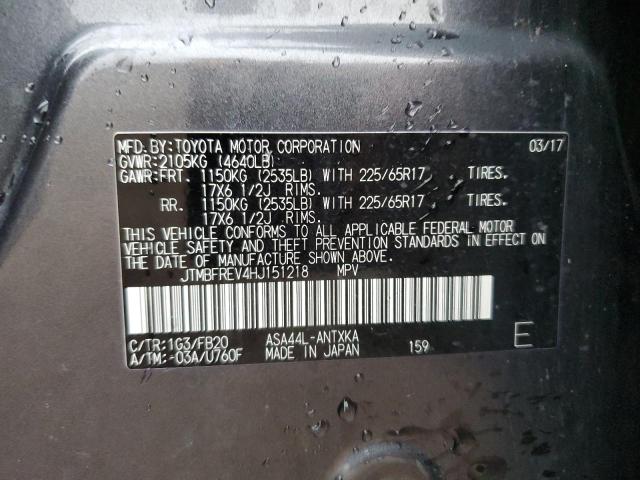 MFD.BY:TOYOTA MOTOR CORPORATION 03/17
GVWR:2105KG (4640LB)
GAWR:FRT. 1150KG (2535LB) WITH 225/65R17 TIRES.
17X6 1/2J RIMS.
RR. 1150KG (2535LB) WITH 225/65R17 TIRES.
17X6 1/2J RIMS.
THIS VEHICLE CONFORMS TO ALL APPLICABLE FEDERAL MOTOR
VEHICLE SAFETY AND THEFT PREVENTION STANDARDS IN EFFECT ON
THE DATE OF MANUFACTURE SHOWN ABOVE.
JTMBFREV4HJ151218 MPV
C/TR:1G3/FB20 ASA44L-ANTXKA
A/TM:-03A/U760F MADE IN JAPAN 159 E